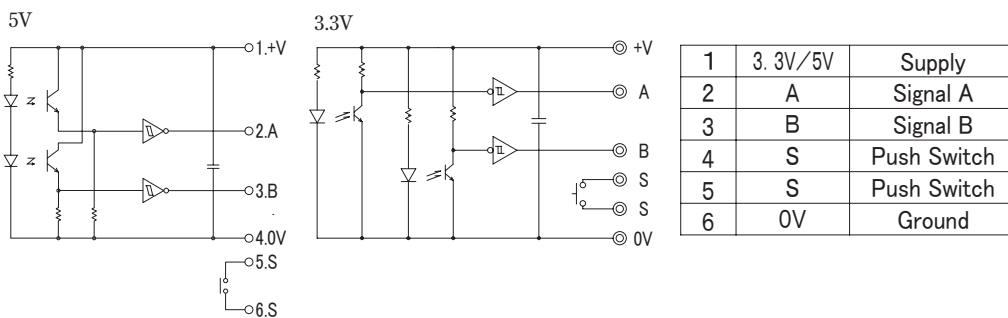 5V
1.+V
2.A
3.B
4.0V
5.S
6.S
3.3V
+V
A
B
S
S
0V
1 3.3V/5V Supply
2 A Signal A
3 B Signal B
4 S Push Switch
5 S Push Switch
6 0V Ground